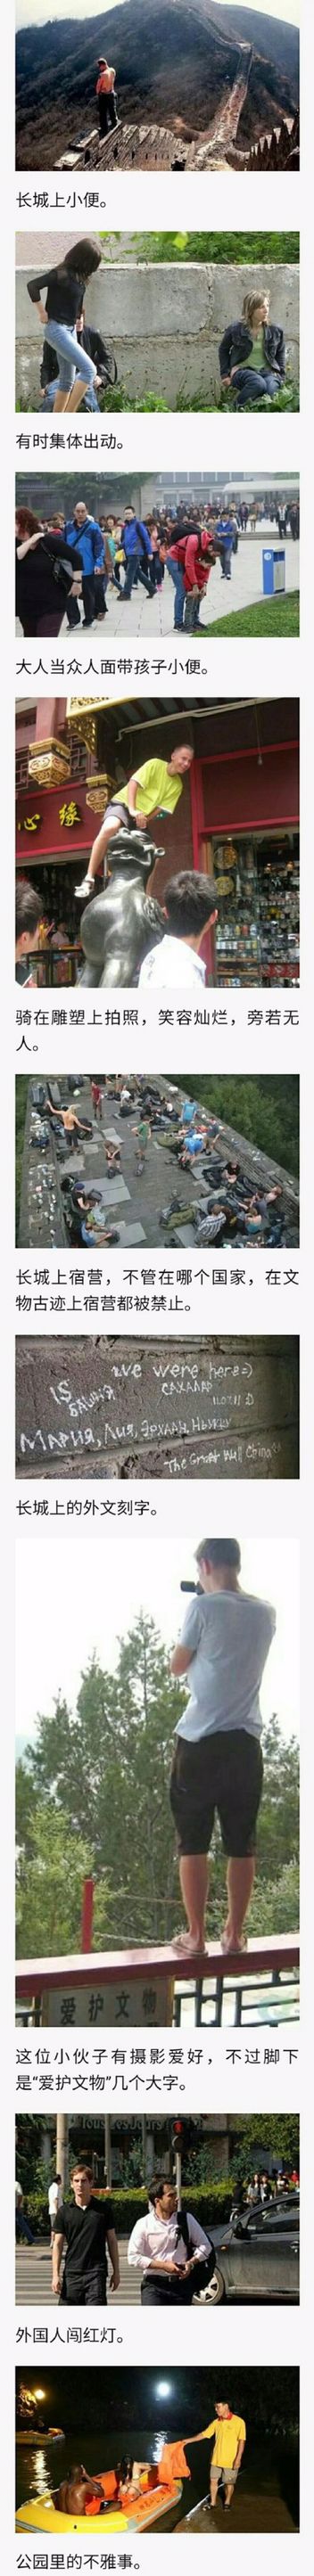 长城上小便。
有时集体出动。
大人当众人面带孩子小便。
心 缘
骑在雕塑上拍照，笑容灿烂，旁若无
人。
长城上宿营，不管在哪个国家，在文
物古迹上宿营都被禁止。
we were here=)
IS
САХАЛАР
МАРИЯ, Лия,
The Great Wall China
长城上的外文刻字。
爱护文物
这位小伙子有摄影爱好，不过脚下
是“爱护文物”几个大字。
Tous Les Jours
外国人闯红灯。
公园里的不雅事。